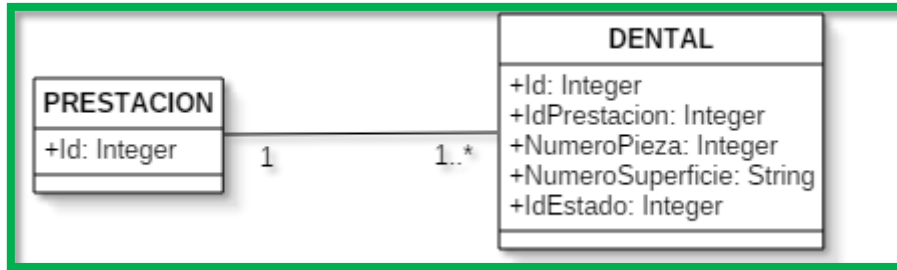 PRESTACION
+Id: Integer
1
1..*
DENTAL
+Id: Integer
+IdPrestacion: Integer
+NumeroPieza: Integer
+NumeroSuperficie: String
+IdEstado: Integer